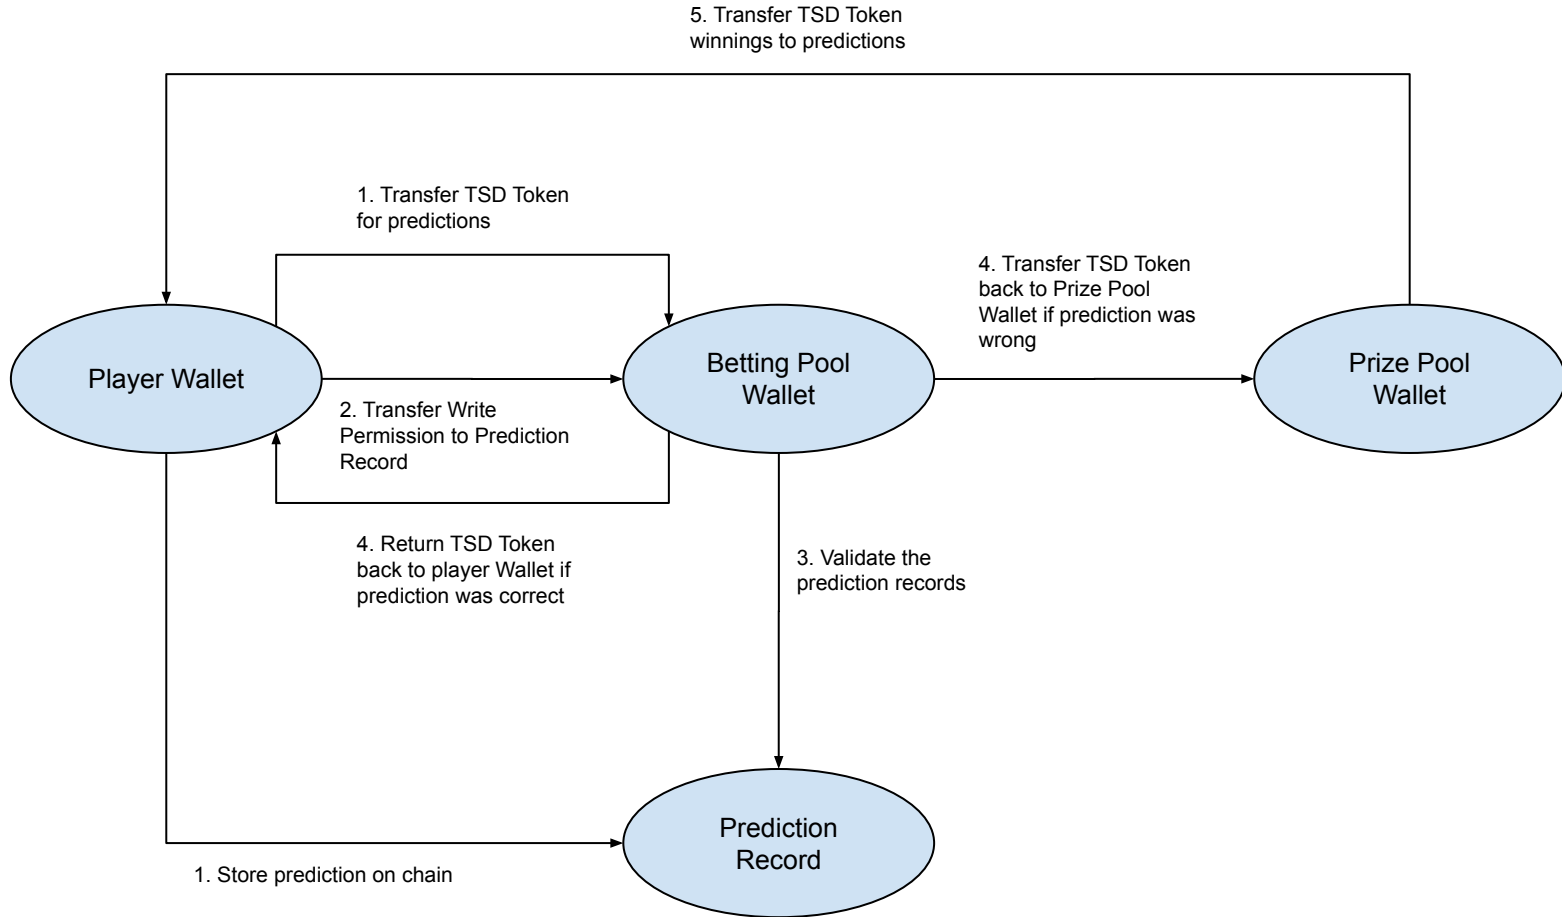 5. Transfer TSD Token
winnings to predictions
1. Transfer TSD Token
for predictions
4. Transfer TSD Token
back to Prize Pool
Wallet if prediction was
wrong
Player Wallet
Betting Pool
Wallet
Prize Pool
Wallet
2. Transfer Write
Permission to Prediction
Record
4. Return TSD Token
back to player Wallet if
prediction was correct
3. Validate the
prediction records
Prediction
Record
1. Store prediction on chain